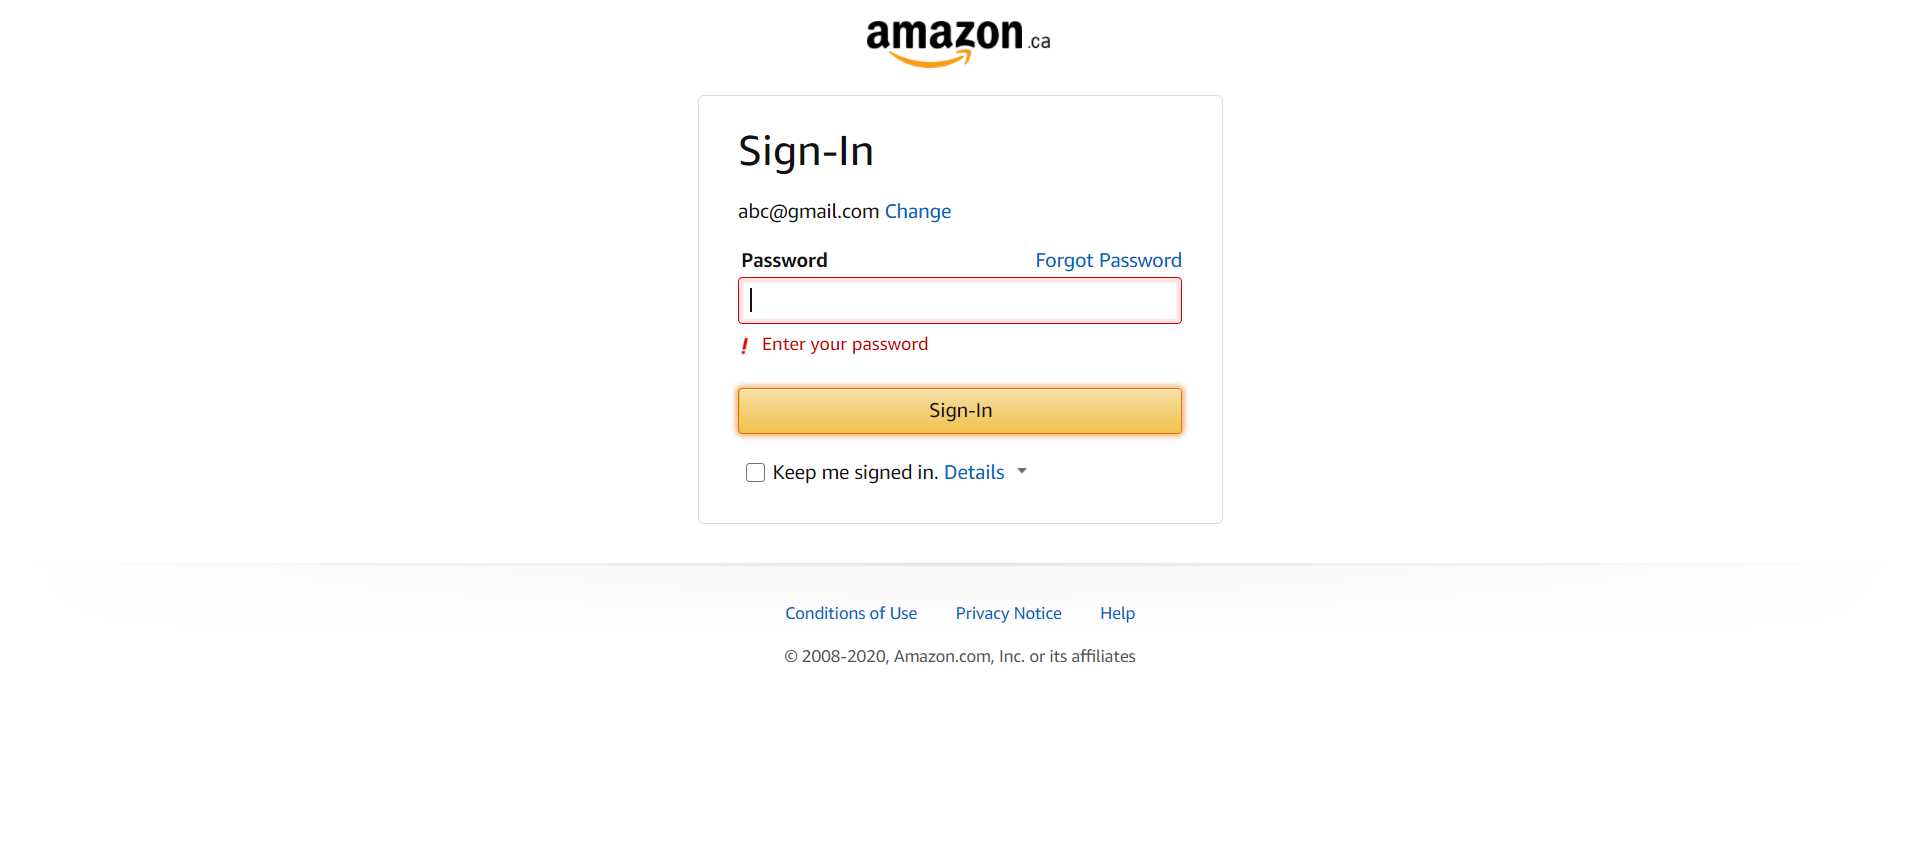 amazon.ca
Sign-In
abc@gmail.com Change
Password Forgot Password
! Enter your password
Sign-In
Keep me signed in. Details
Conditions of Use Privacy Notice Help
© 2008-2020, Amazon.com, Inc. or its affiliates